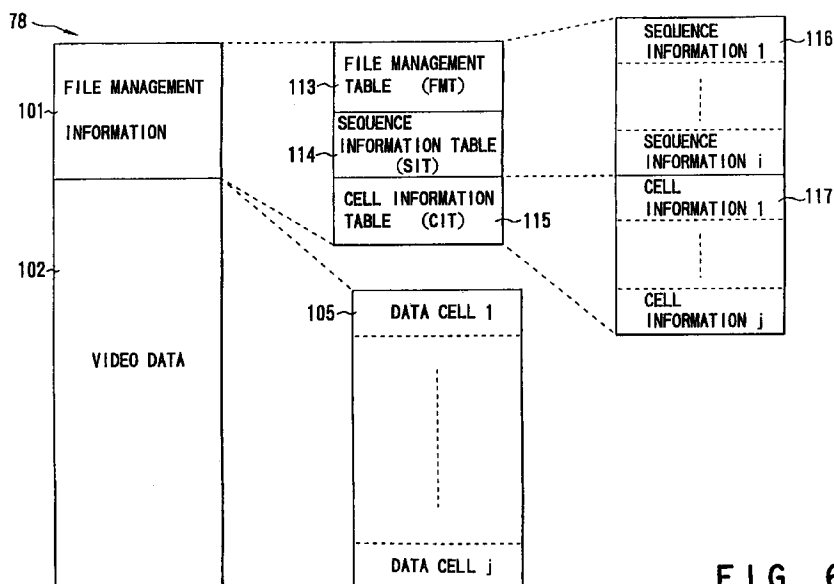 78
101
FILE MANAGEMENT
INFORMATION
102
VIDEO DATA
113
FILE MANAGEMENT
TABLE (FMT)
114
SEQUENCE
INFORMATION TABLE
(SIT)
CELL INFORMATION
TABLE (CIT)
115
105
DATA CELL 1
DATA CELL j
SEQUENCE
INFORMATION 1
116
SEQUENCE
INFORMATION i
CELL
INFORMATION 1
117
CELL
INFORMATION j
FIG. 6